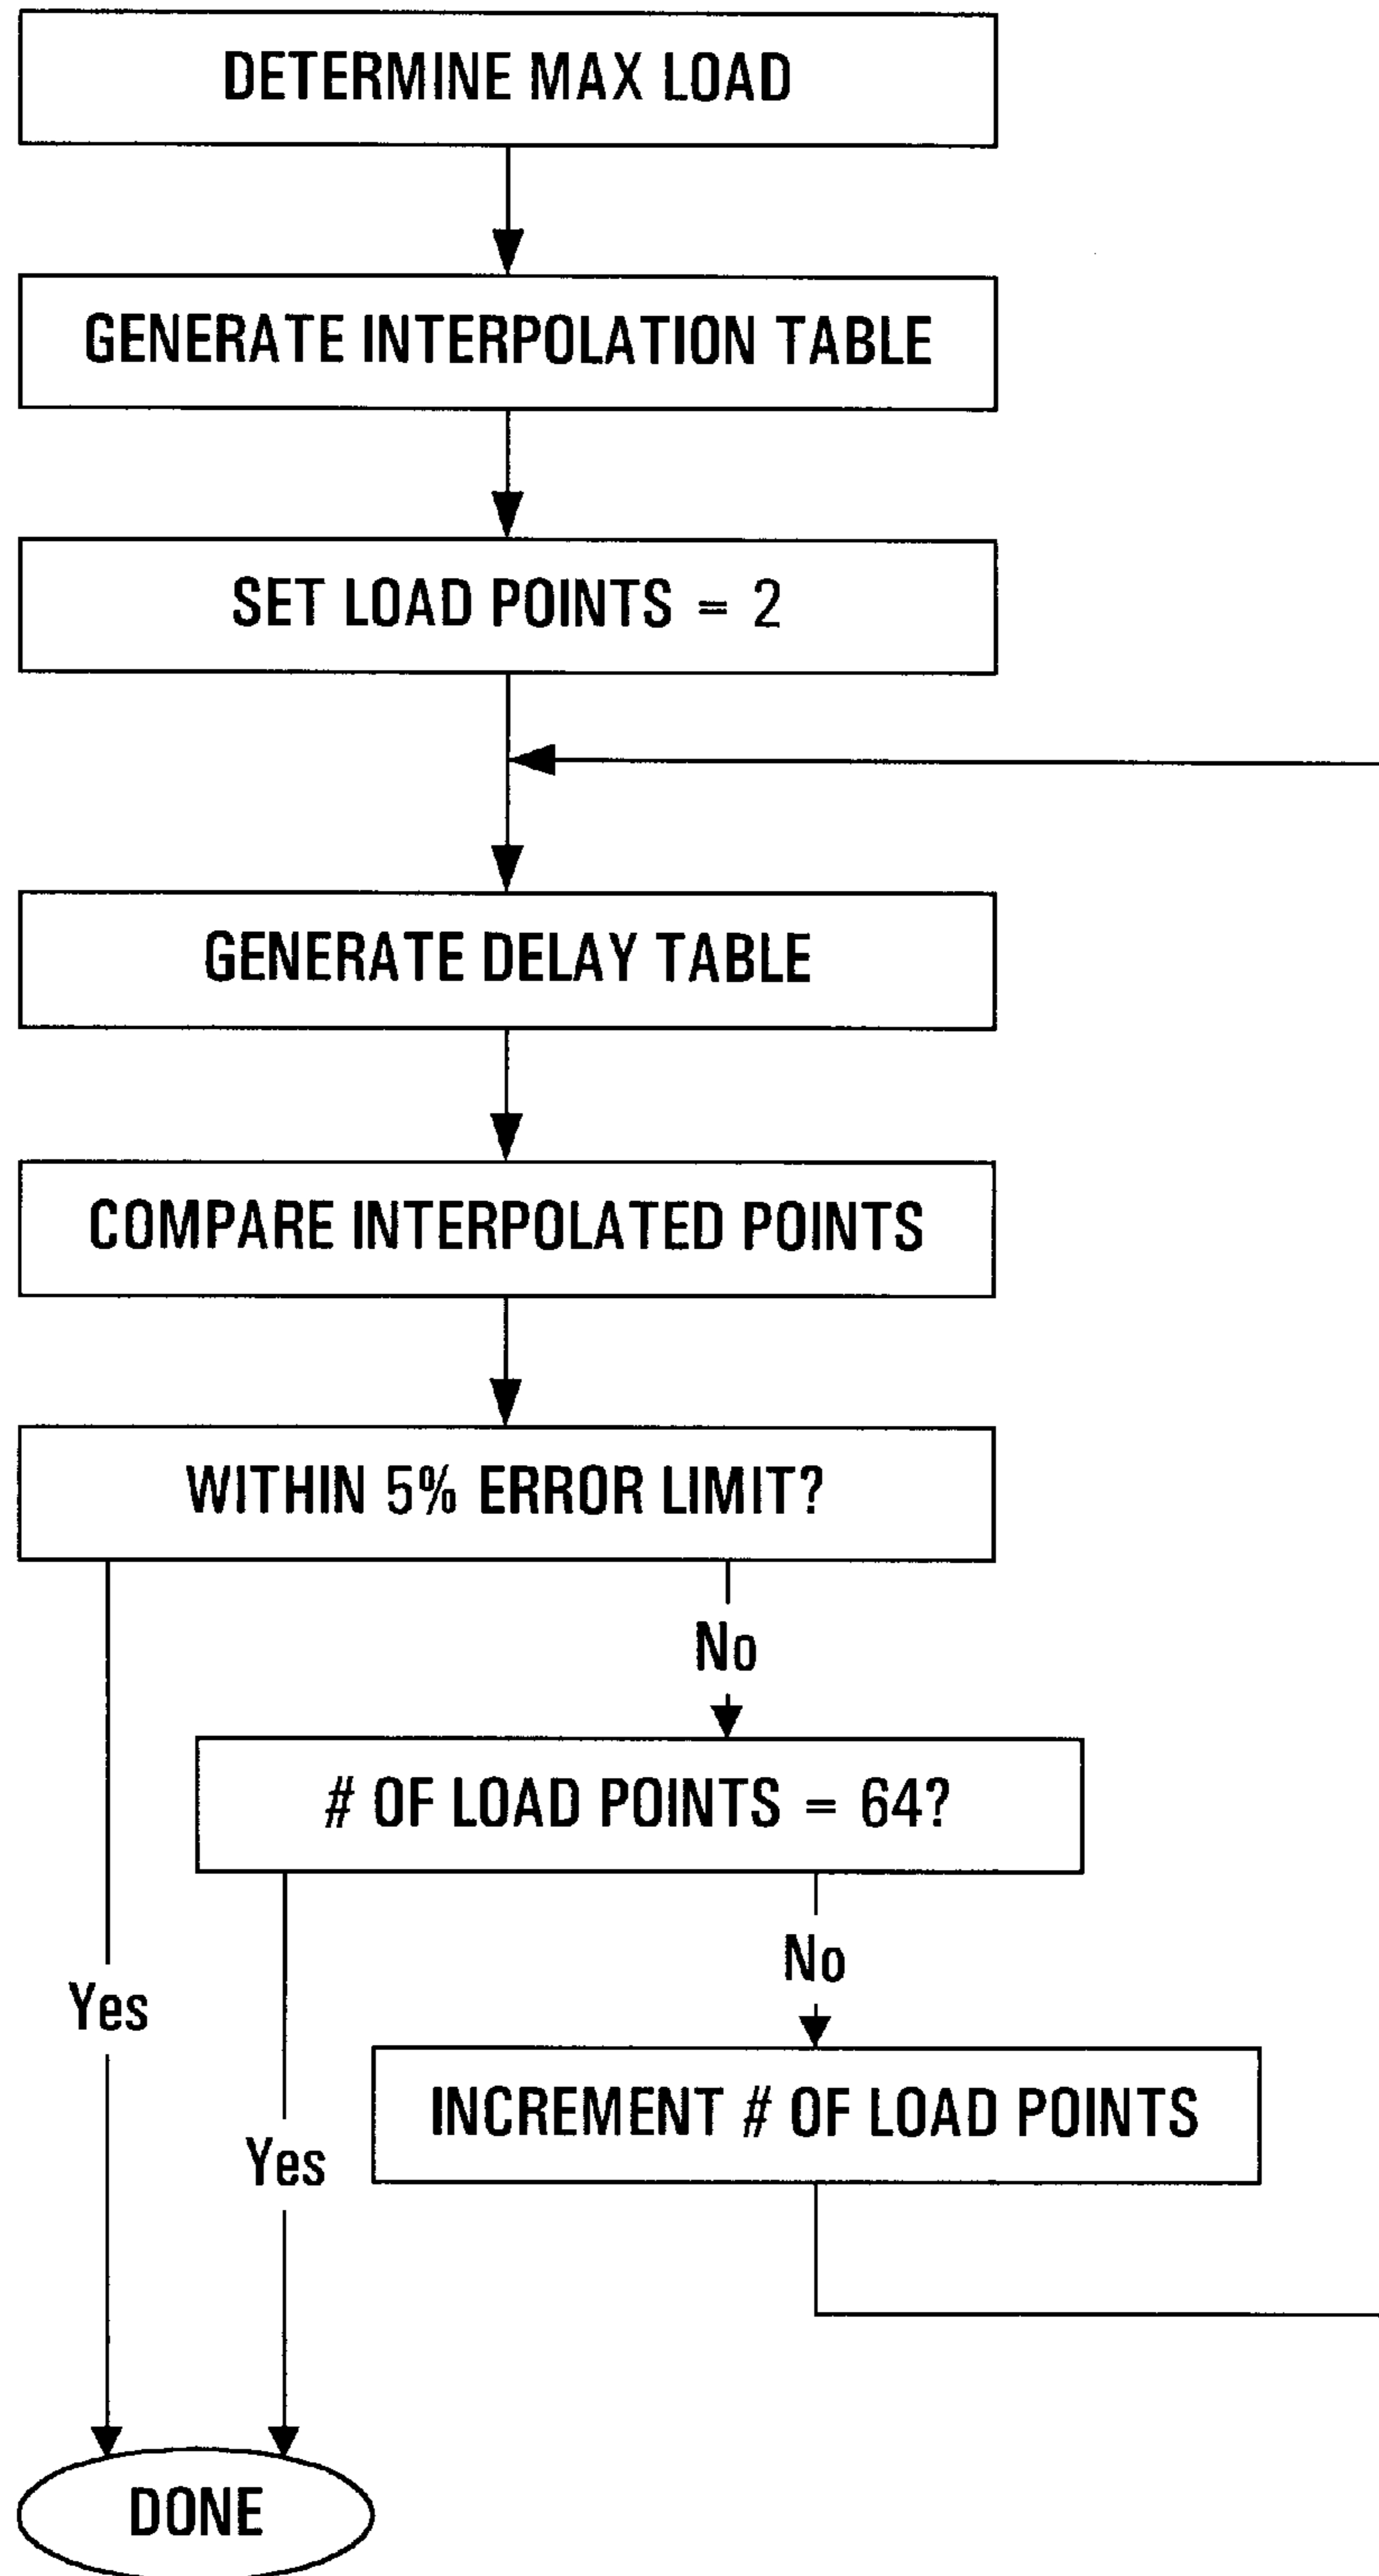 DETERMINE MAX LOAD
GENERATE INTERPOLATION TABLE
SET LOAD POINTS = 2
GENERATE DELAY TABLE
COMPARE INTERPOLATED POINTS
WITHIN 5% ERROR LIMIT?
No
# OF LOAD POINTS = 64?
No
Yes
INCREMENT # OF LOAD POINTS
Yes
DONE